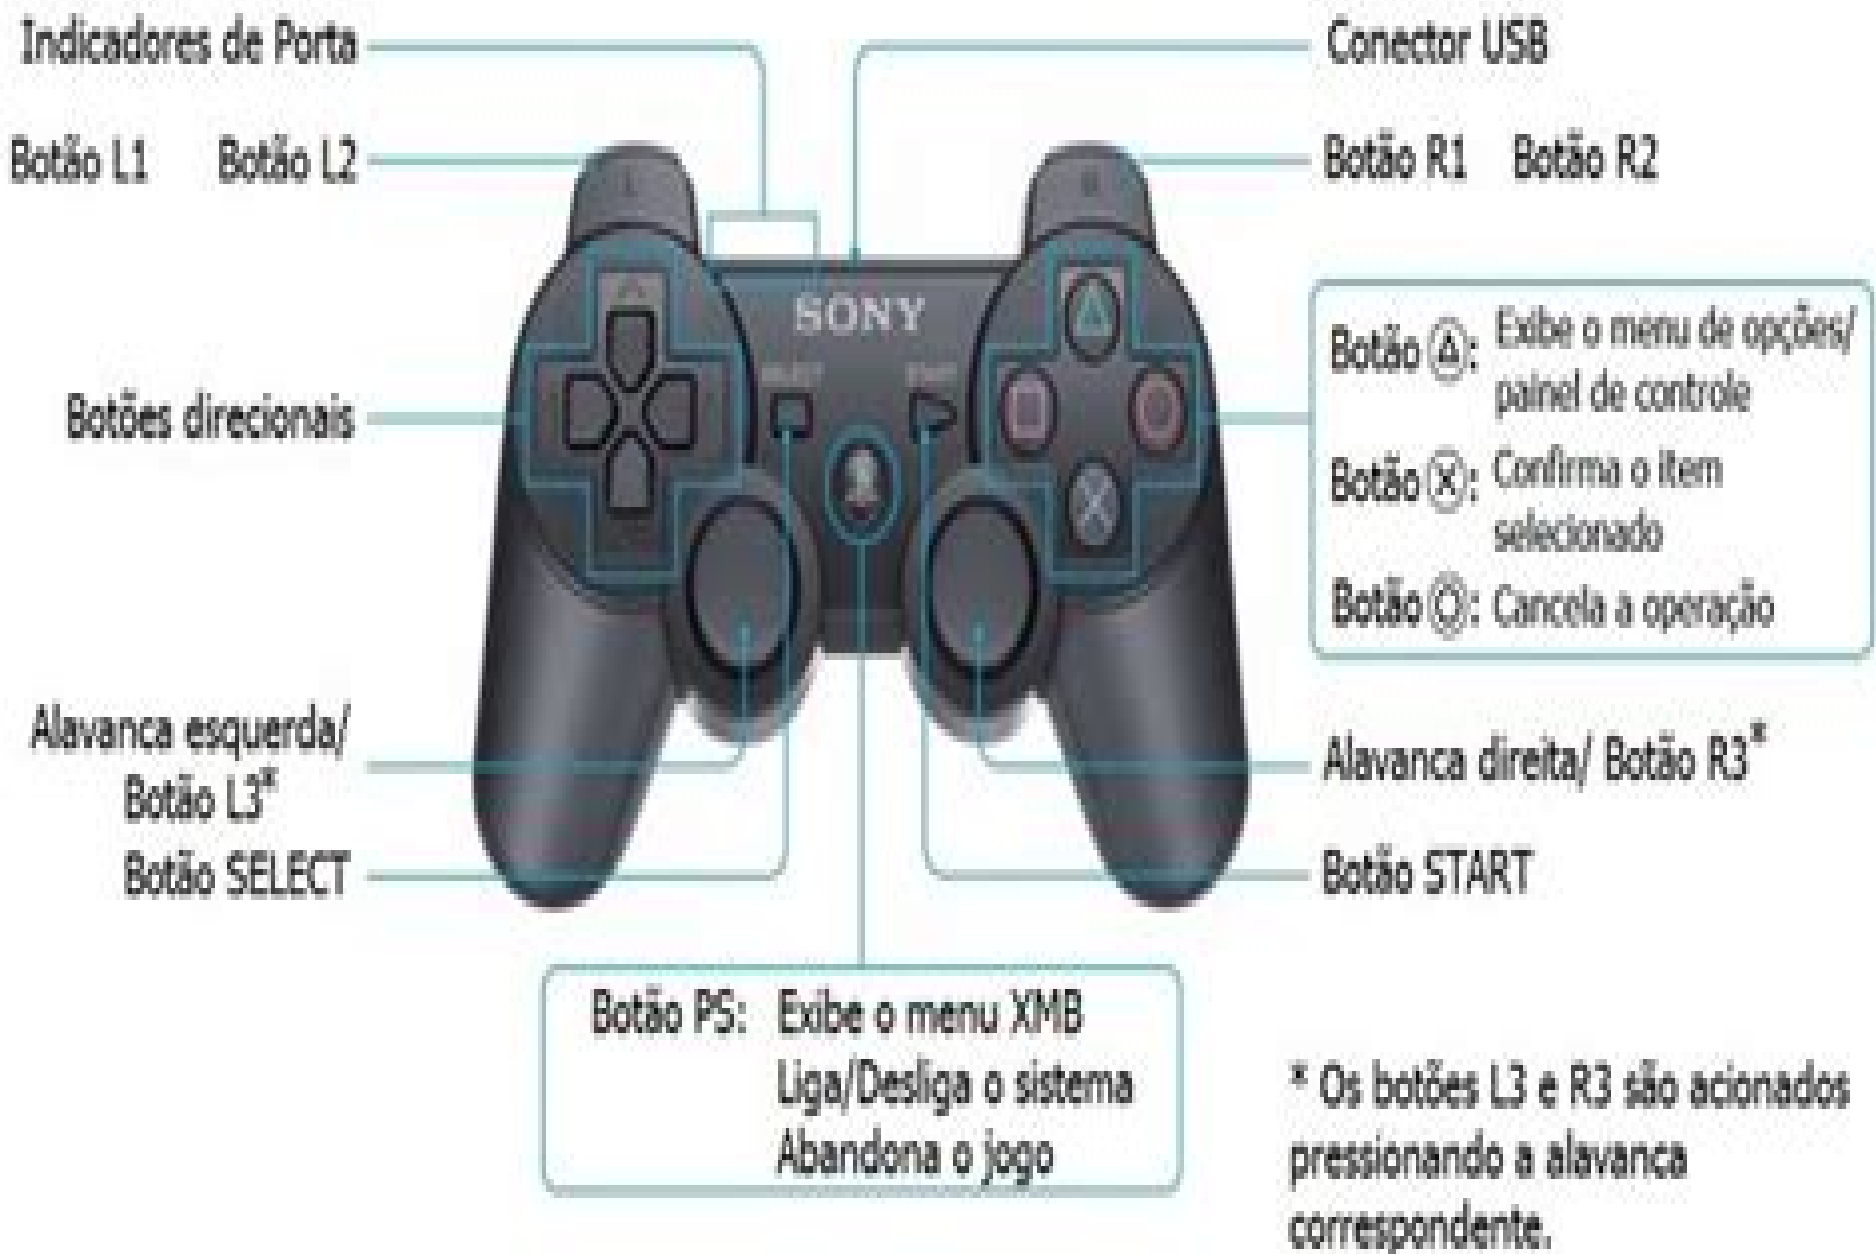 Indicadores de Porta
Conector USB
Botão L1 Botão L2
Botão R1 Botão R2
L
R
SONY
SELECT
START
Botões direcionais
Botão △: Exibe o menu de opções/
painel de controle
Botão X: Confirma o item
selecionado
Botão O: Cancela a operação
Alavanca esquerda/
Botão L3*
Botão SELECT
Alavanca direita/ Botão R3*
Botão START
Botão PS: Exibe o menu XMB
Liga/Desliga o sistema
Abandona o jogo
* Os botões L3 e R3 são acionados
pressionando a alavanca
correspondente.